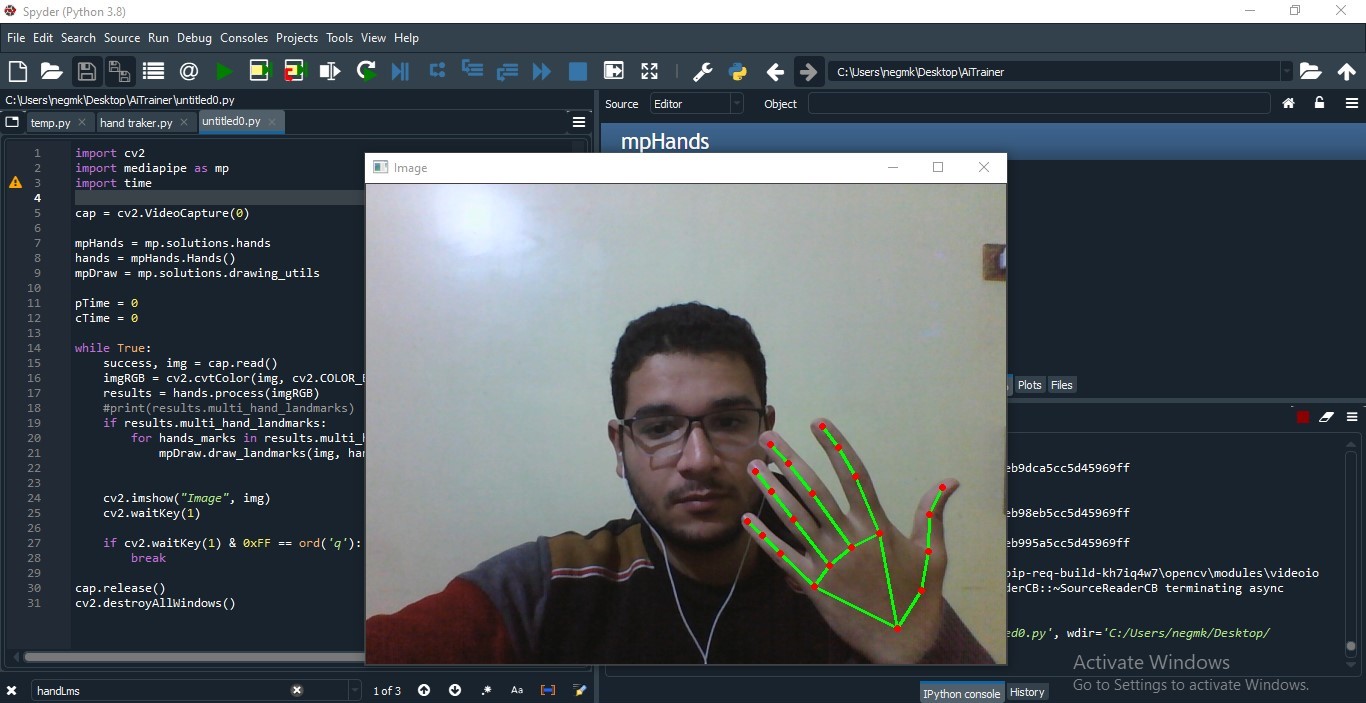 Spyder (Python 3.8)
File Edit Search Source Run Debug Consoles Projects Tools View Help
C:\Users\negmk\Desktop\AiTrainer
C:\Users\negmk\Desktop\AiTrainer\untitled0.py
Source Editor Object
temp.py hand traker.py untitled0.py
mpHands
Image
1 import cv2
2 import mediapipe as mp
3 import time
4
5 cap = cv2.VideoCapture(0)
6
7 mpHands = mp.solutions.hands
8 hands = mpHands.Hands()
9 mpDraw = mp.solutions.drawing_utils
10
11 pTime = 0
12 cTime = 0
13
14 while True:
15 success, img = cap.read()
16 imgRGB = cv2.cvtColor(img, cv2.COLOR_
17 results = hands.process(imgRGB)
18 #print(results.multi_hand_landmarks)
19 if results.multi_hand_landmarks:
20 for hands_marks in results.multi_
21 mpDraw.draw_landmarks(img, ha
22
23
24 cv2.imshow("Image", img)
25 cv2.waitKey(1)
26
27 if cv2.waitKey(1) & 0xFF == ord('q'):
28 break
29
30 cap.release()
31 cv2.destroyAllWindows()
Plots Files
eb9dca5cc5d45969ff
eb98eb5cc5d45969ff
eb995a5cc5d45969ff
pip-req-build-kh7iq4w7\opencv\modules\videoio
derCB::~SourceReaderCB terminating async
ed0.py', wdir='C:/Users/negmk/Desktop/
Activate Windows
Go to Settings to activate Windows.
handLms 1 of 3 .* Aa
IPython console History